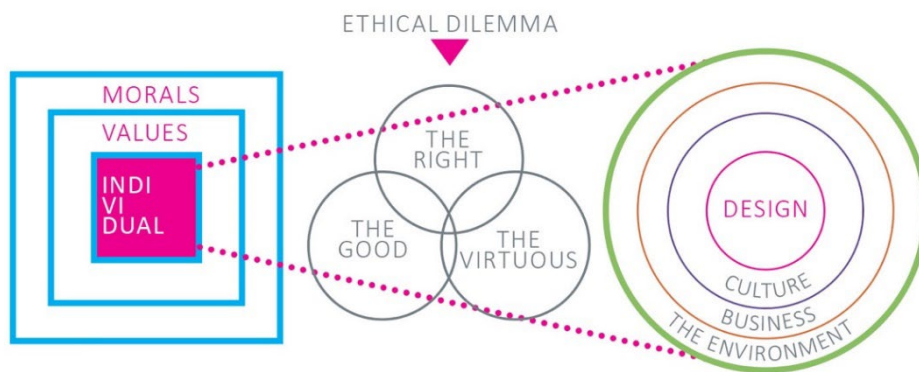 ETHICAL DILEMMA
MORALS
VALUES
INDI
VI
DUAL
THE
RIGHT
THE
GOOD
THE
VIRTUOUS
DESIGN
CULTURE
BUSINESS
THE ENVIRONMENT